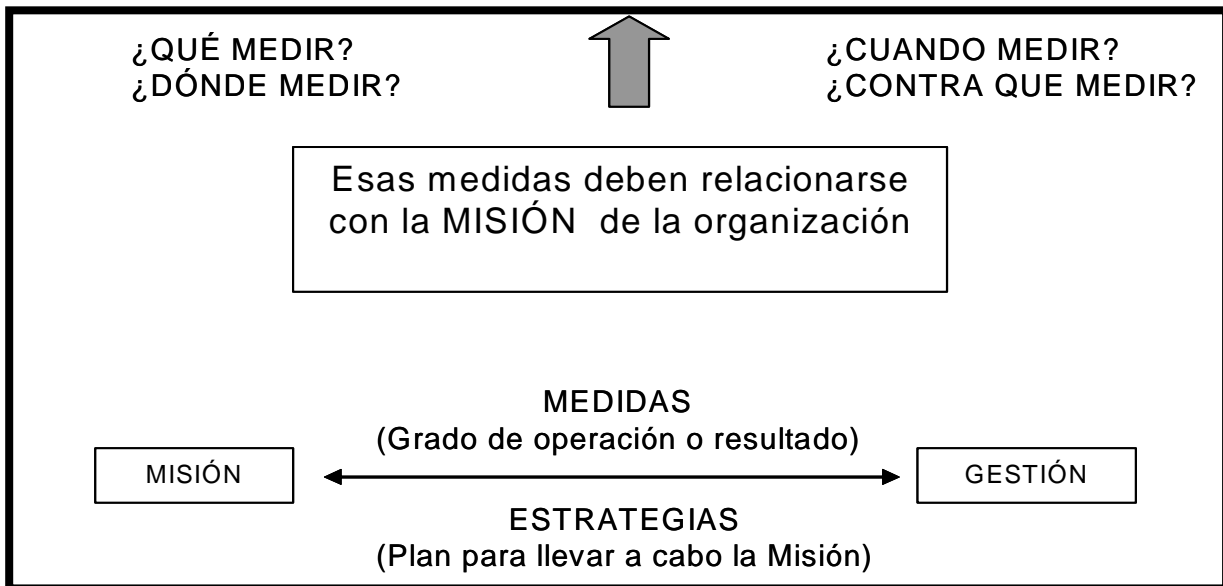 ¿QUÉ MEDIR?
¿DÓNDE MEDIR?
¿CUANDO MEDIR?
¿CONTRA QUE MEDIR?
Esas medidas deben relacionarse
con la MISIÓN de la organización
MEDIDAS
(Grado de operación o resultado)
MISIÓN
GESTIÓN
ESTRATEGIAS
(Plan para llevar a cabo la Misión)